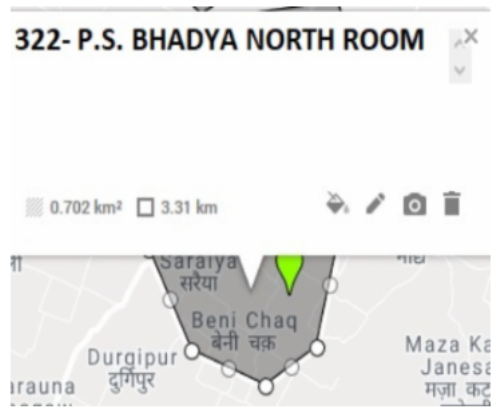 322- P.S. BHADYA NORTH ROOM
0.702 km² 3.31 km
Saraiya
सरैया
Beni Chaq
बेनी चक़
Durgipur
दुर्गिपुर
Maza Ka
Janesa
मज़ा कट
arauna